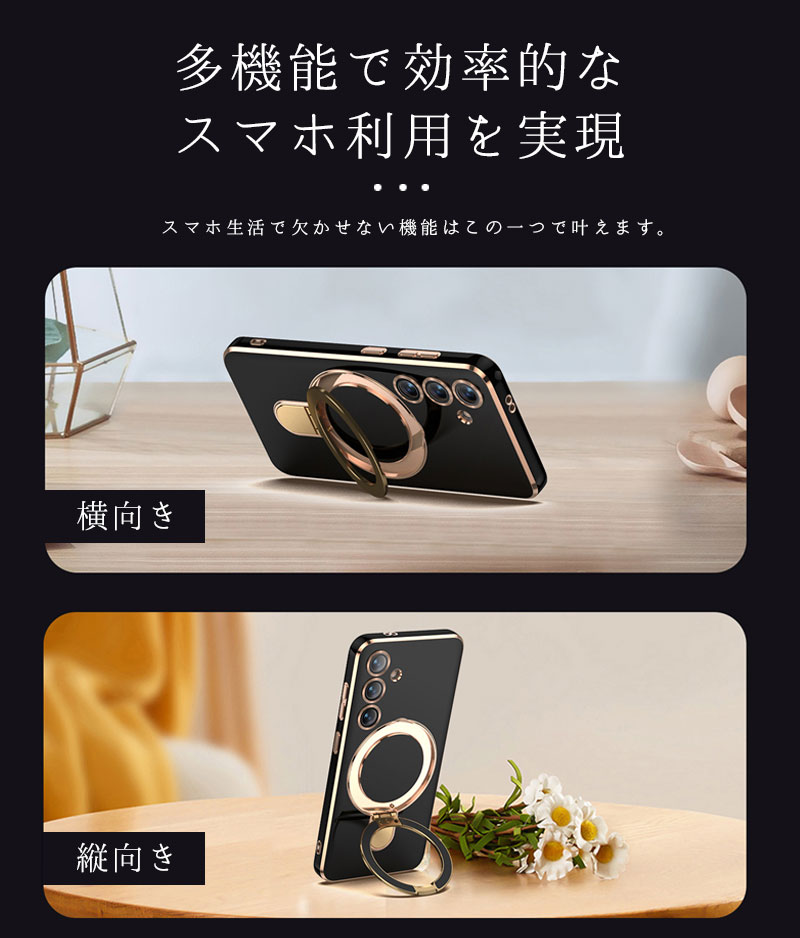 多機能で効率的な
スマホ利用を実現
スマホ生活で欠かせない機能はこの一つで叶えます。
横向き
縦向き